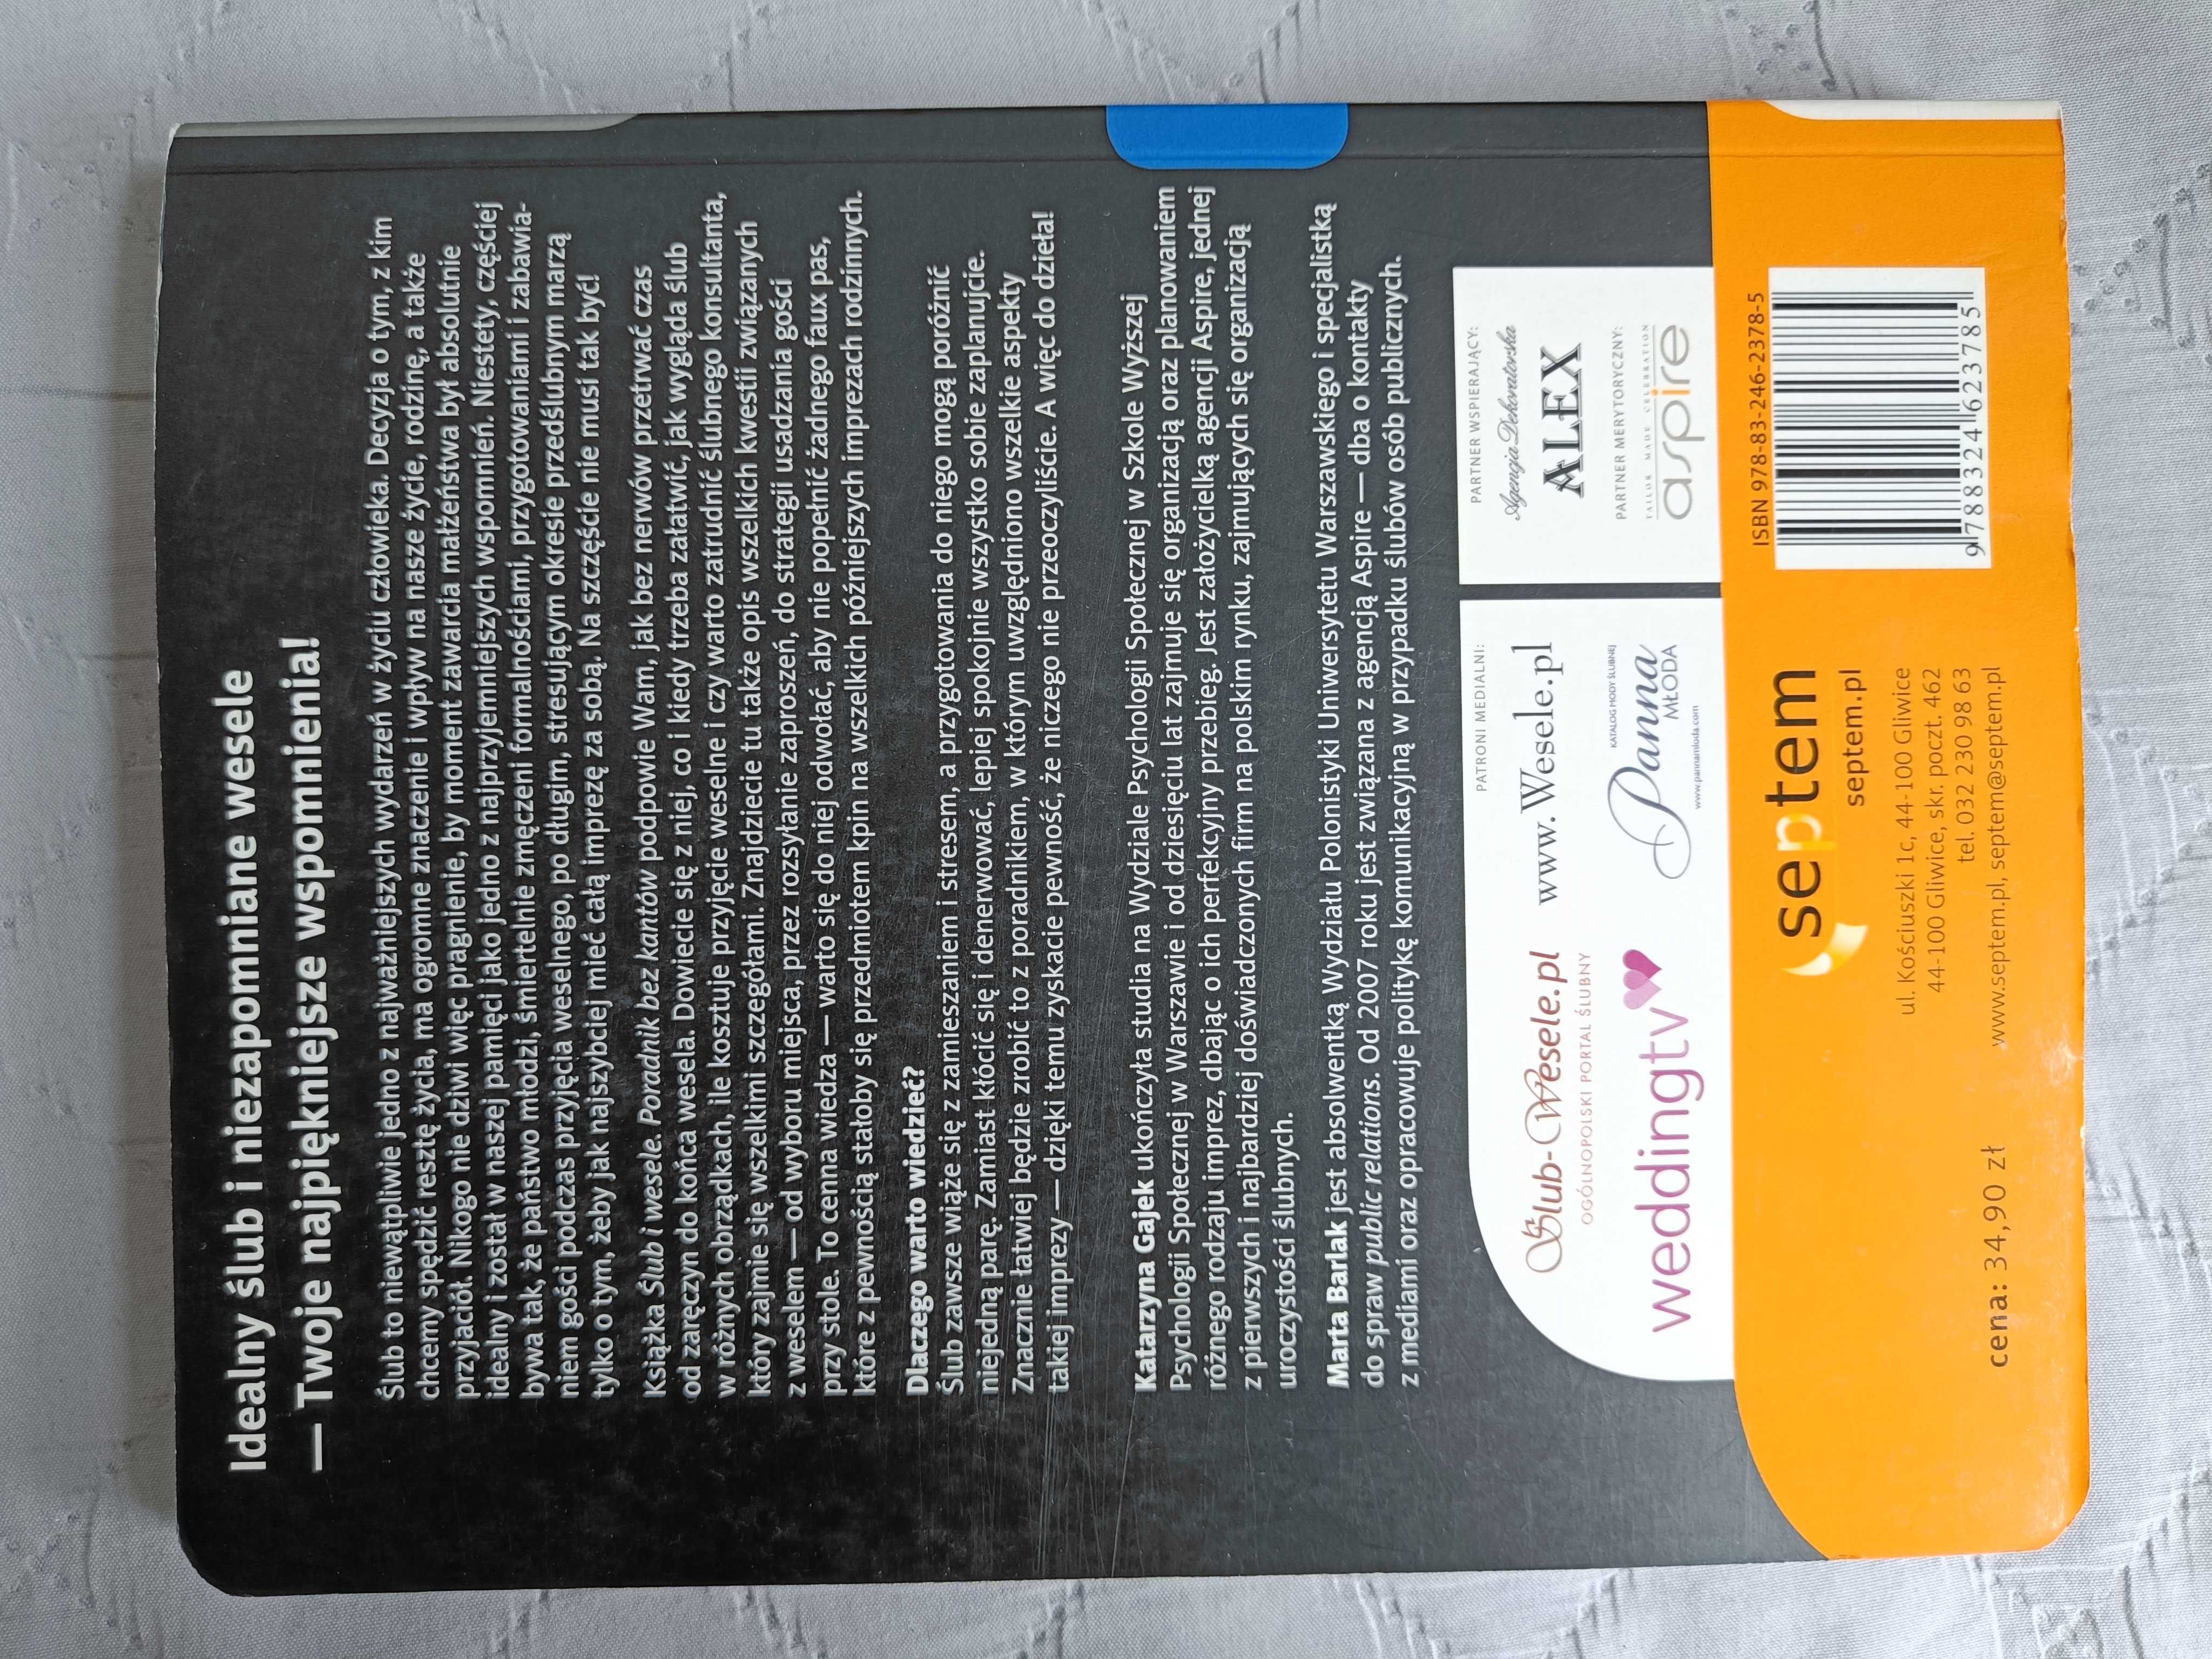 Idealny ślub i niezapomniane wesele
— Twoje najpiękniejsze wspomnienia!
Ślub to niewątpliwie jedno z najważniejszych wydarzeń w życiu człowieka. Decyzja o tym, z kim
chcemy spędzić resztę życia, ma ogromne znaczenie i wpływ na nasze życie, rodzinę, a także
przyjaciół. Nikogo nie dziwi więc pragnienie, by moment zawarcia małżeństwa był absolutnie
idealny i został w naszej pamięci jako jedno z najprzyjemniejszych wspomnień. Niestety, częściej
bywa tak, że państwo młodzi, śmiertelnie zmęczeni formalnościami, przygotowaniami i zabawia-
niem gości podczas przyjęcia weselnego, po długim, stresującym okresie przedślubnym marzą
tylko o tym, żeby jak najszybciej mieć całą imprezę za sobą. Na szczęście nie musi tak być!
Książka Ślub i wesele. Poradnik bez kantów podpowie Wam, jak bez nerwów przetrwać czas
od zaręczyn do końca wesela. Dowiecie się z niej, co i kiedy trzeba załatwić, jak wygląda ślub
w różnych obrządkach, ile kosztuje przyjęcie weselne i czy warto zatrudnić ślubnego konsultanta,
który zajmie się wszelkimi szczegółami. Znajdziecie tu także opis wszelkich kwestii związanych
z weselem — od wyboru miejsca, przez rozsyłanie zaproszeń, do strategii usadzania gości
przy stole. To cenna wiedza — warto się do niej odwołać, aby nie popełnić żadnego faux pas,
które z pewnością stałoby się przedmiotem kpin na wszelkich późniejszych imprezach rodzinnych.
Dlaczego warto wiedzieć?
Ślub zawsze wiąże się z zamieszaniem i stresem, a przygotowania do niego mogą poróżnić
niejedną parę. Zamiast kłócić się i denerwować, lepiej spokojnie wszystko sobie zaplanujcie.
Znacznie łatwiej będzie zrobić to z poradnikiem, w którym uwzględniono wszelkie aspekty
takiej imprezy — dzięki temu zyskacie pewność, że niczego nie przeoczyliście. A więc do dzieła!
Katarzyna Gajek ukończyła studia na Wydziale Psychologii Społecznej w Szkole Wyższej
Psychologii Społecznej w Warszawie i od dziesięciu lat zajmuje się organizacją oraz planowaniem
różnego rodzaju imprez, dbając o ich perfekcyjny przebieg. Jest założycielką agencji Aspire, jednej
z pierwszych i najbardziej doświadczonych firm na polskim rynku, zajmujących się organizacją
uroczystości ślubnych.
Marta Barlak jest absolwentką Wydziału Polonistyki Uniwersytetu Warszawskiego i specjalistką
do spraw public relations. Od 2007 roku jest związana z agencją Aspire — dba o kontakty
z mediami oraz opracowuje politykę komunikacyjną w przypadku ślubów osób publicznych.
PATRONI MEDIALNI:
Ślub-Wesele.pl
OGÓLNOPOLSKI PORTAL ŚLUBNY
www.Wesele.pl
weddingtv
KATALOG MODY ŚLUBNEJ
Panna
MŁODA
www.pannamloda.com
PARTNER WSPIERAJĄCY:
Agencja Dekoratorska
ALEX
PARTNER MERYTORYCZNY:
TAILOR MADE CELEBRATION
aspire
septem
septem.pl
ul. Kościuszki 1c, 44-100 Gliwice
44-100 Gliwice, skr. poczt. 462
tel. 032 230 98 63
www.septem.pl, septem@septem.pl
cena: 34,90 zł
ISBN 978-83-246-2378-5
9 788324 623785